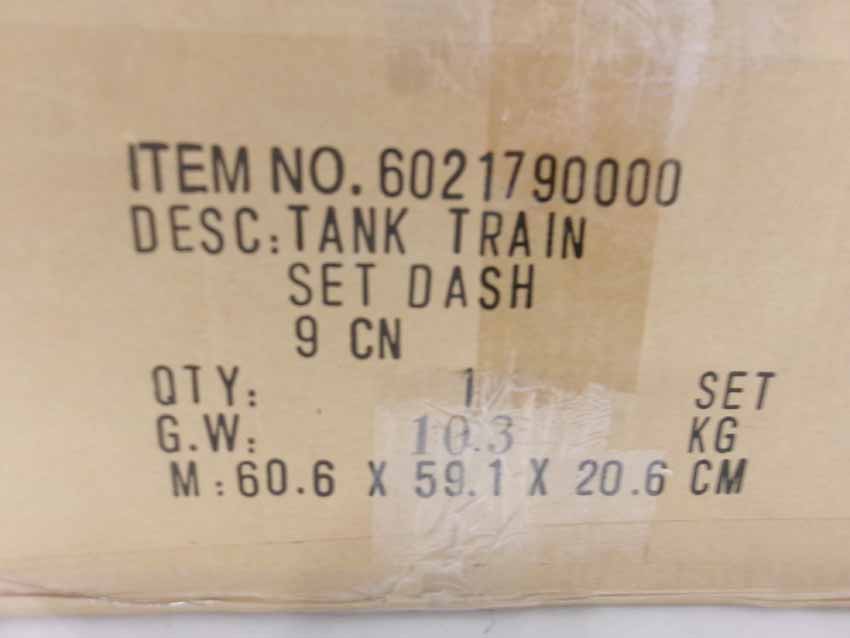 ITEM NO. 6021790000
DESC: TANK TRAIN
SET DASH
9 CN
QTY: 1 SET
G.W: 10.3 KG
M: 60.6 X 59.1 X 20.6 CM